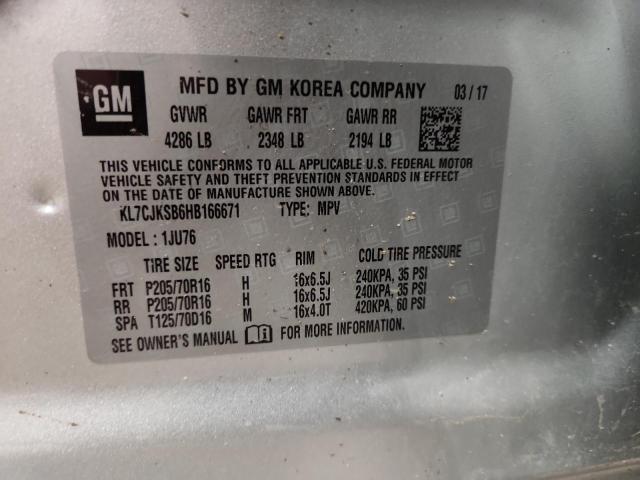 GM
MFD BY GM KOREA COMPANY 03 / 17
GVWR GAWR FRT GAWR RR
4286 LB 2348 LB 2194 LB
THIS VEHICLE CONFORMS TO ALL APPLICABLE U.S. FEDERAL MOTOR
VEHICLE SAFETY AND THEFT PREVENTION STANDARDS IN EFFECT
ON THE DATE OF MANUFACTURE SHOWN ABOVE.
KL7CJKSB6HB166671 TYPE: MPV
MODEL : 1JU76
TIRE SIZE SPEED RTG RIM COLD TIRE PRESSURE
FRT P205/70R16 H 16x6.5J 240KPA, 35 PSI
RR P205/70R16 H 16x6.5J 240KPA, 35 PSI
SPA T125/70D16 M 16x4.0T 420KPA, 60 PSI
SEE OWNER'S MANUAL FOR MORE INFORMATION.